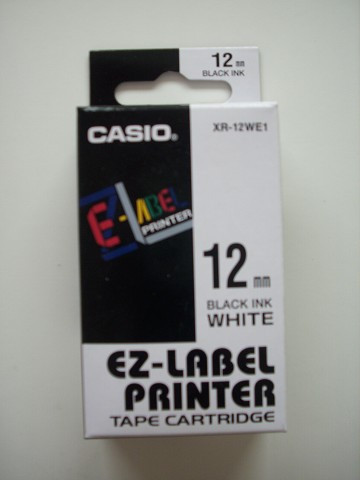 12 mm
BLACK INK
CASIO®
XR-12WE1
E-LABEL
PRINTER
12 mm
BLACK INK
WHITE
EZ-LABEL
PRINTER
TAPE CARTRIDGE